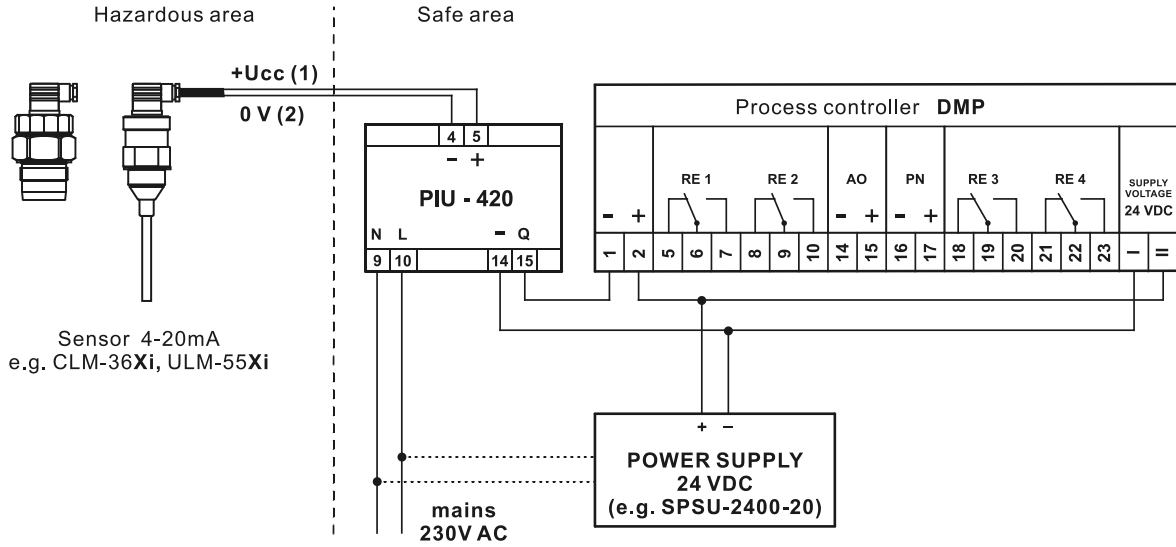 Hazardous area
Safe area
+Ucc (1)
0 V (2)
Sensor 4-20mA
e.g. CLM-36Xi, ULM-55Xi
4 5
- +
PIU - 420
N L - Q
9 10 14 15
Process controller DMP
RE 1 RE 2 AO PN RE 3 RE 4
SUPPLY
VOLTAGE
24 VDC
- + - + - +
1 2 5 6 7 8 9 10 14 15 16 17 18 19 20 21 22 23 I II
+ -
POWER SUPPLY
24 VDC
(e.g. SPSU-2400-20)
mains
230V AC